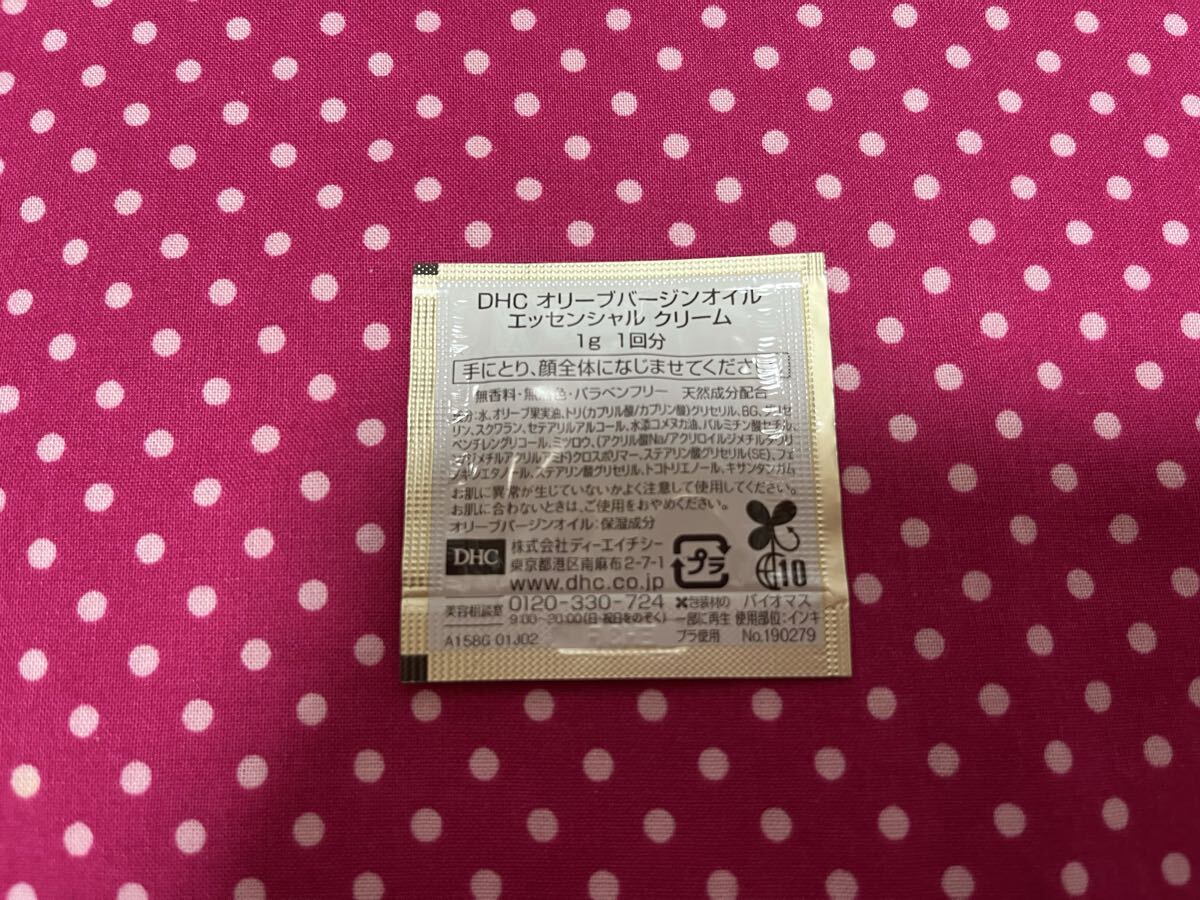 DHC オリーブバージンオイル
エッセンシャル クリーム
1g 1回分
手にとり、顔全体になじませてくださ
無香料・無 色・パラベンフリー 天然成分配合
水、オリーブ果実油、トリ(カプリル酸/カプリン酸)グリセリル、BG、グリセ
リン、スクワラン、セテアリルアルコール、水添コメヌカ油、パルミチン酸セチル、
ペンチレングリコール、ミツロウ、(アクリル酸Na/アクリロイルジメチルタウリ
メチルアクリルアミド)クロスポリマー、ステアリン酸グリセリル(SE)、フェ
ノキシエタノール、ステアリン酸グリセリル、トコトリエノール、キサンタンガム
お肌に異常が生じていないかよく注意して使用してください。
お肌に合わないときは、ご使用をおやめください。
オリーブバージンオイル:保湿成分
DHC 株式会社ディーエイチシー
東京都港区南麻布2-7-1
www.dhc.co.jp
プラ
10
美容相談室 0120-330-724
9:00~20:00(日・祝日をのぞく)
A158G 01J02
包装材の
一部に再生
プラ使用
バイオマス
使用部位:インキ
No.190279